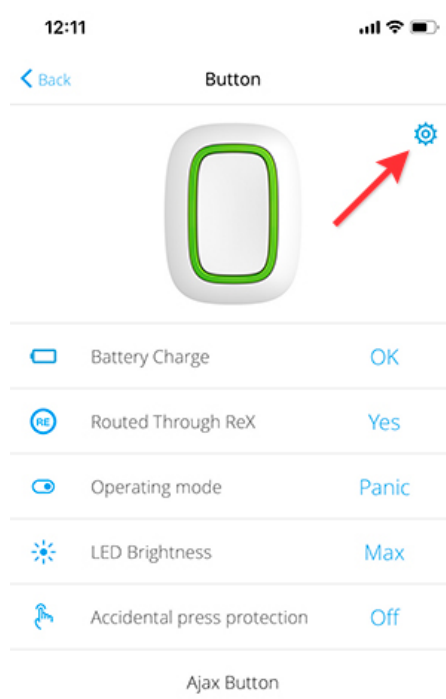 12:11
Back
Button
Battery Charge OK
RE Routed Through ReX Yes
Operating mode Panic
LED Brightness Max
Accidental press protection Off
Ajax Button